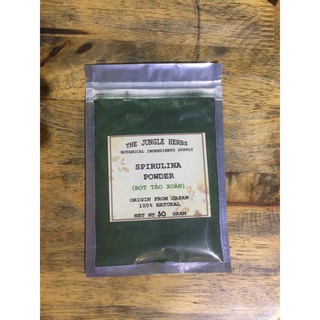 THE JUNGLE HERBS
BOTANICAL INGREDIENTS SUPPLY
SPIRULINA
POWDER
(BỘT TẢO XOẮN)
ORIGIN FROM JAPAN
100% NATURAL
NET WT 50 GRAM